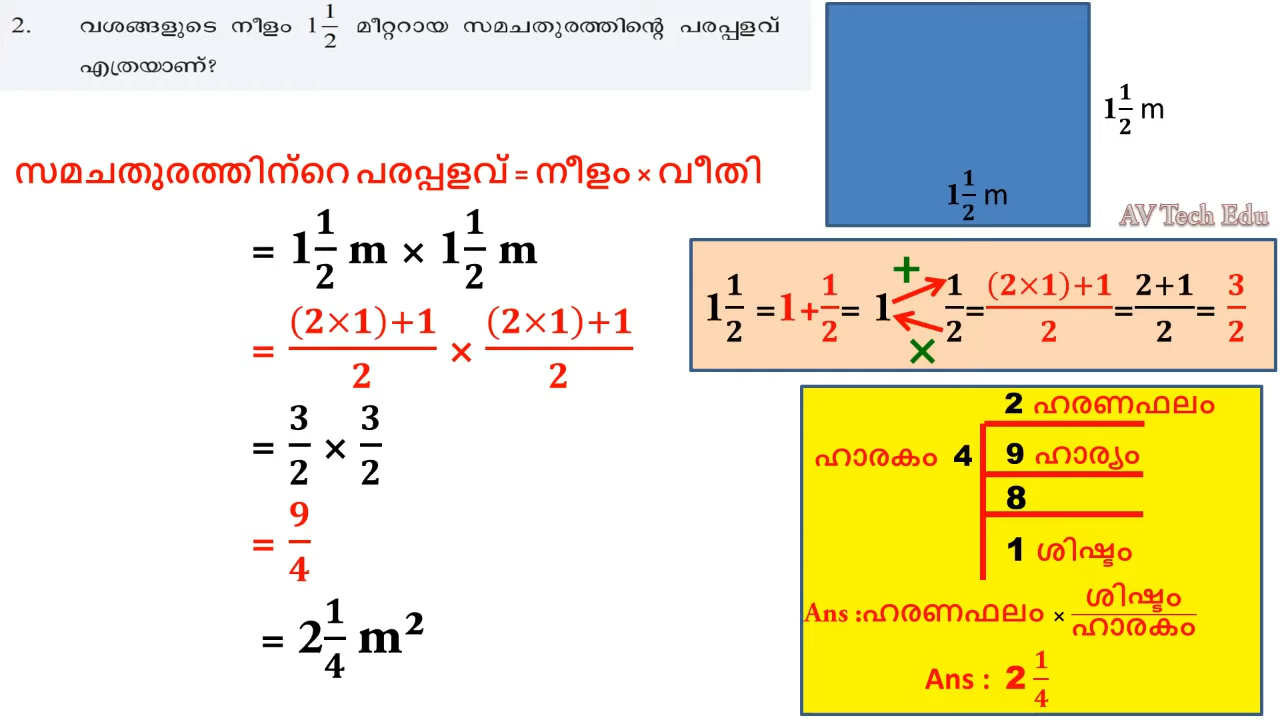 2. വശങ്ങളുടെ നീളം 1 1/2 മീറ്ററായ സമചതുരത്തിന്റെ പരപ്പളവ്
എത്രയാണ്?
സമചതുരത്തിന്റെ പരപ്പളവ് = നീളം × വീതി
= 1 1/2 m × 1 1/2 m
= (2×1)+1/2 × (2×1)+1/2
= 3/2 × 3/2
= 9/4
= 2 1/4 m²
1 1/2 m
1 1/2 m
AV Tech Edu
1 1/2 = 1+1/2 = 1 + × 1/2 = (2×1)+1/2 = 2+1/2 = 3/2
2 ഹരണഫലം
ഹാരകം 4 9 ഹാര്യം
8
1 ശിഷ്ടം
Ans :ഹരണഫലം × ശിഷ്ടം/ഹാരകം
Ans : 2 1/4